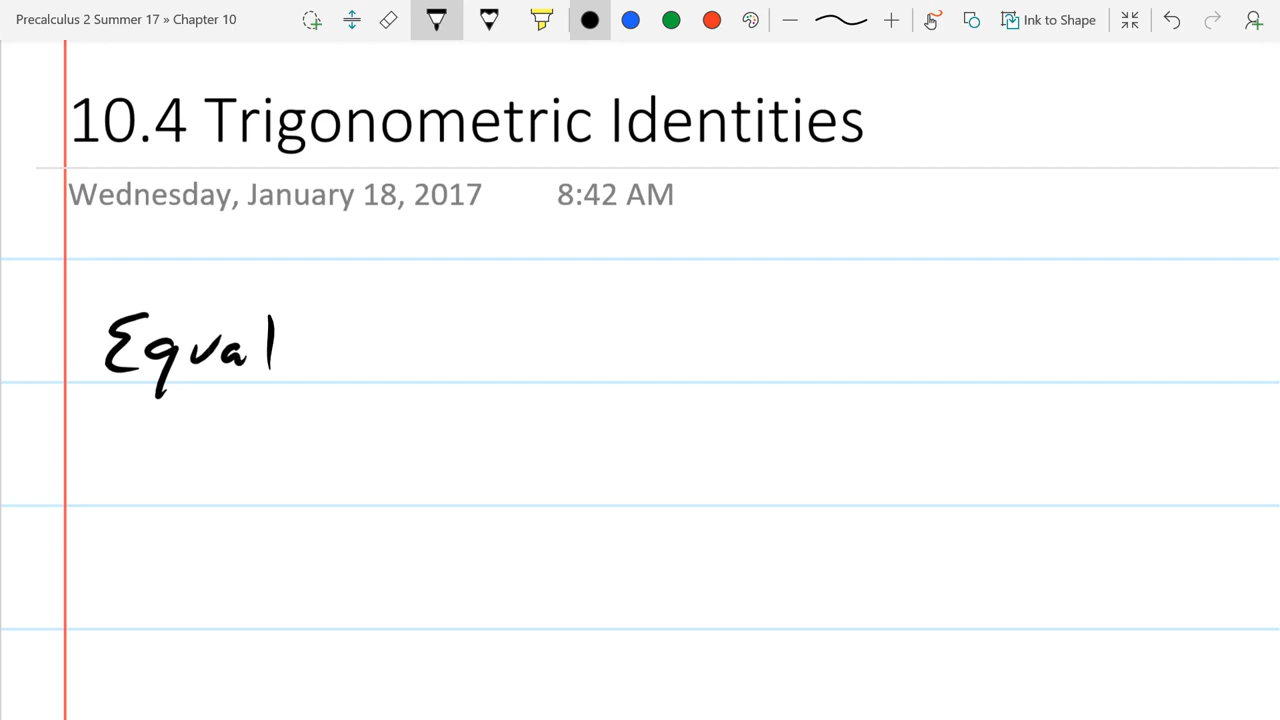 Precalculus 2 Summer 17 » Chapter 10
Ink to Shape
10.4 Trigonometric Identities
Wednesday, January 18, 2017 8:42 AM
Equal